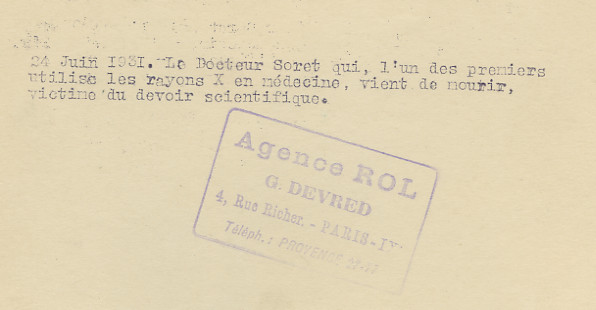 24 Juin 1931. Le Docteur Soret qui, l'un des premiers
utilise les rayons X en médecine, vient de mourir,
victime du devoir scientifique.
Agence ROL
G. DEVRED
4, Rue Richer. - PARIS-IXe
Téléph. : PROVENCE